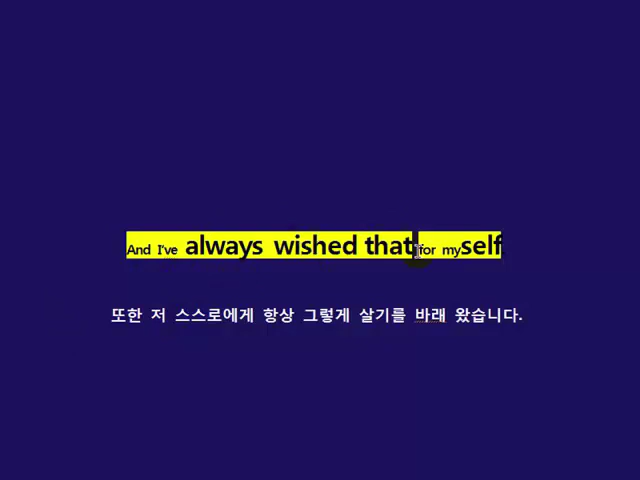 And I've always wished that for myself.
또한 저 스스로에게 항상 그렇게 살기를 바래 왔습니다.